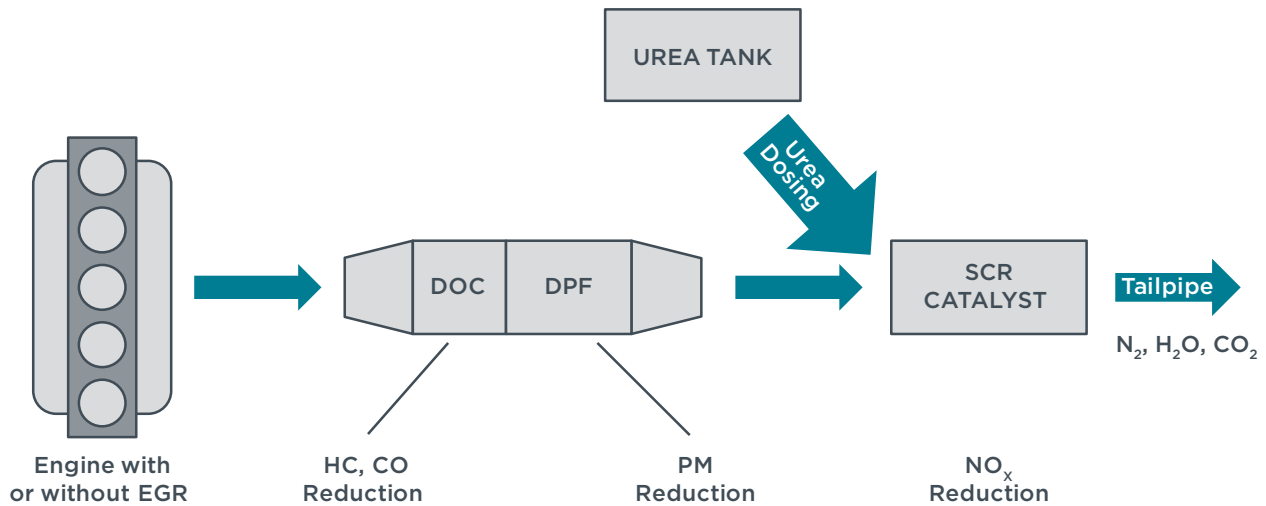 UREA TANK
Urea
Dosing
DOC
DPF
SCR
CATALYST
Tailpipe
N₂, H₂O, CO₂
Engine with
or without EGR
HC, CO
Reduction
PM
Reduction
NOₓ
Reduction